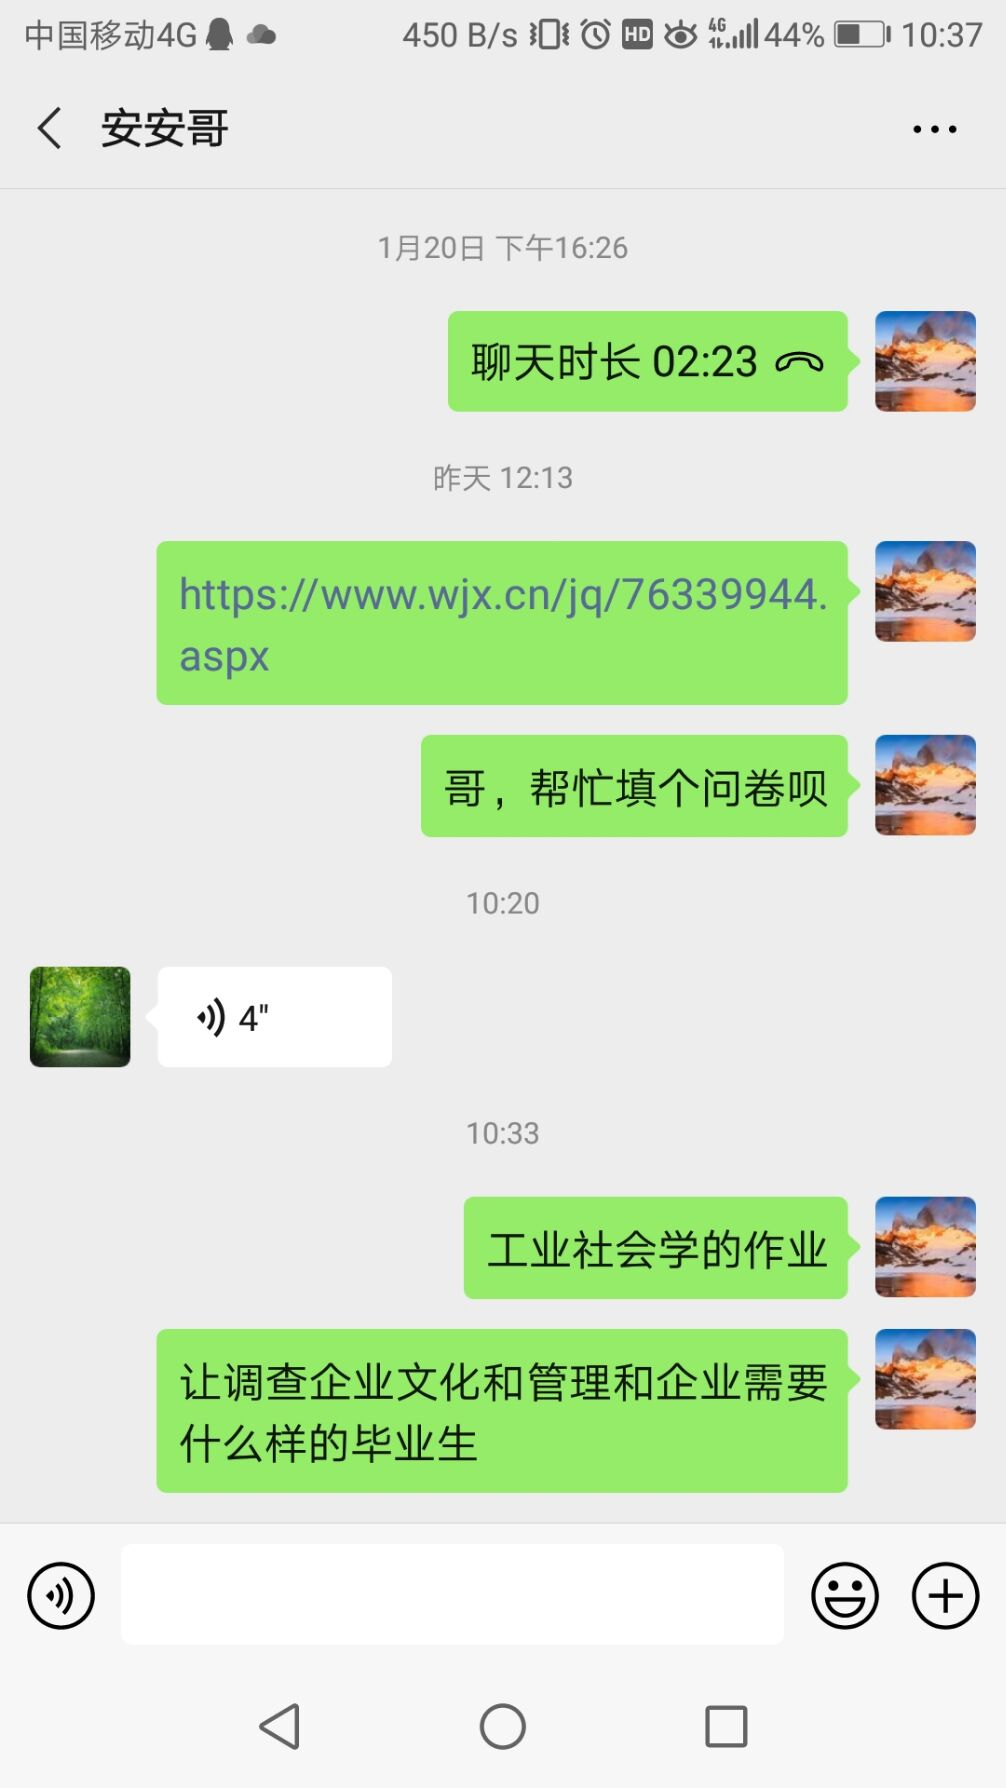 中国移动4G 450 B/s HD 4G 44% 10:37
安安哥
1月20日 下午16:26
聊天时长 02:23
昨天 12:13
https://www.wjx.cn/jq/76339944.
aspx
哥，帮忙填个问卷呗
10:20
4"
10:33
工业社会学的作业
让调查企业文化和管理和企业需要
什么样的毕业生